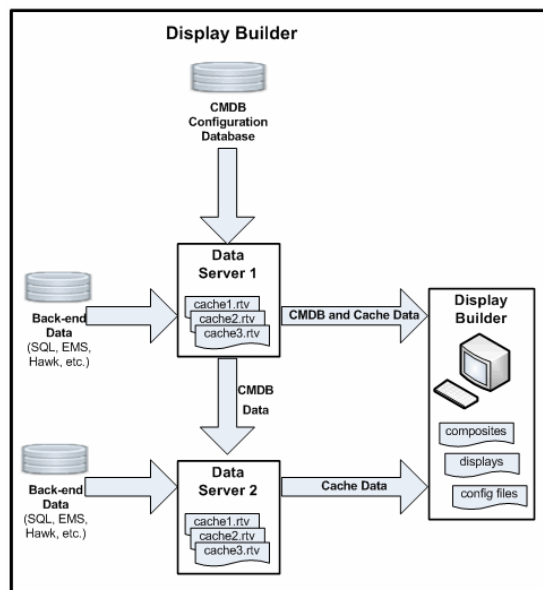 Display Builder
CMDB
Configuration
Database
Data
Server 1
cache1.rtv
cache2.rtv
cache3.rtv
Back-end
Data
(SQL, EMS,
Hawk, etc.)
CMDB and Cache Data
Display
Builder
composites
displays
config files
CMDB
Data
Data
Server 2
cache1.rtv
cache2.rtv
cache3.rtv
Back-end
Data
(SQL, EMS,
Hawk, etc.)
Cache Data